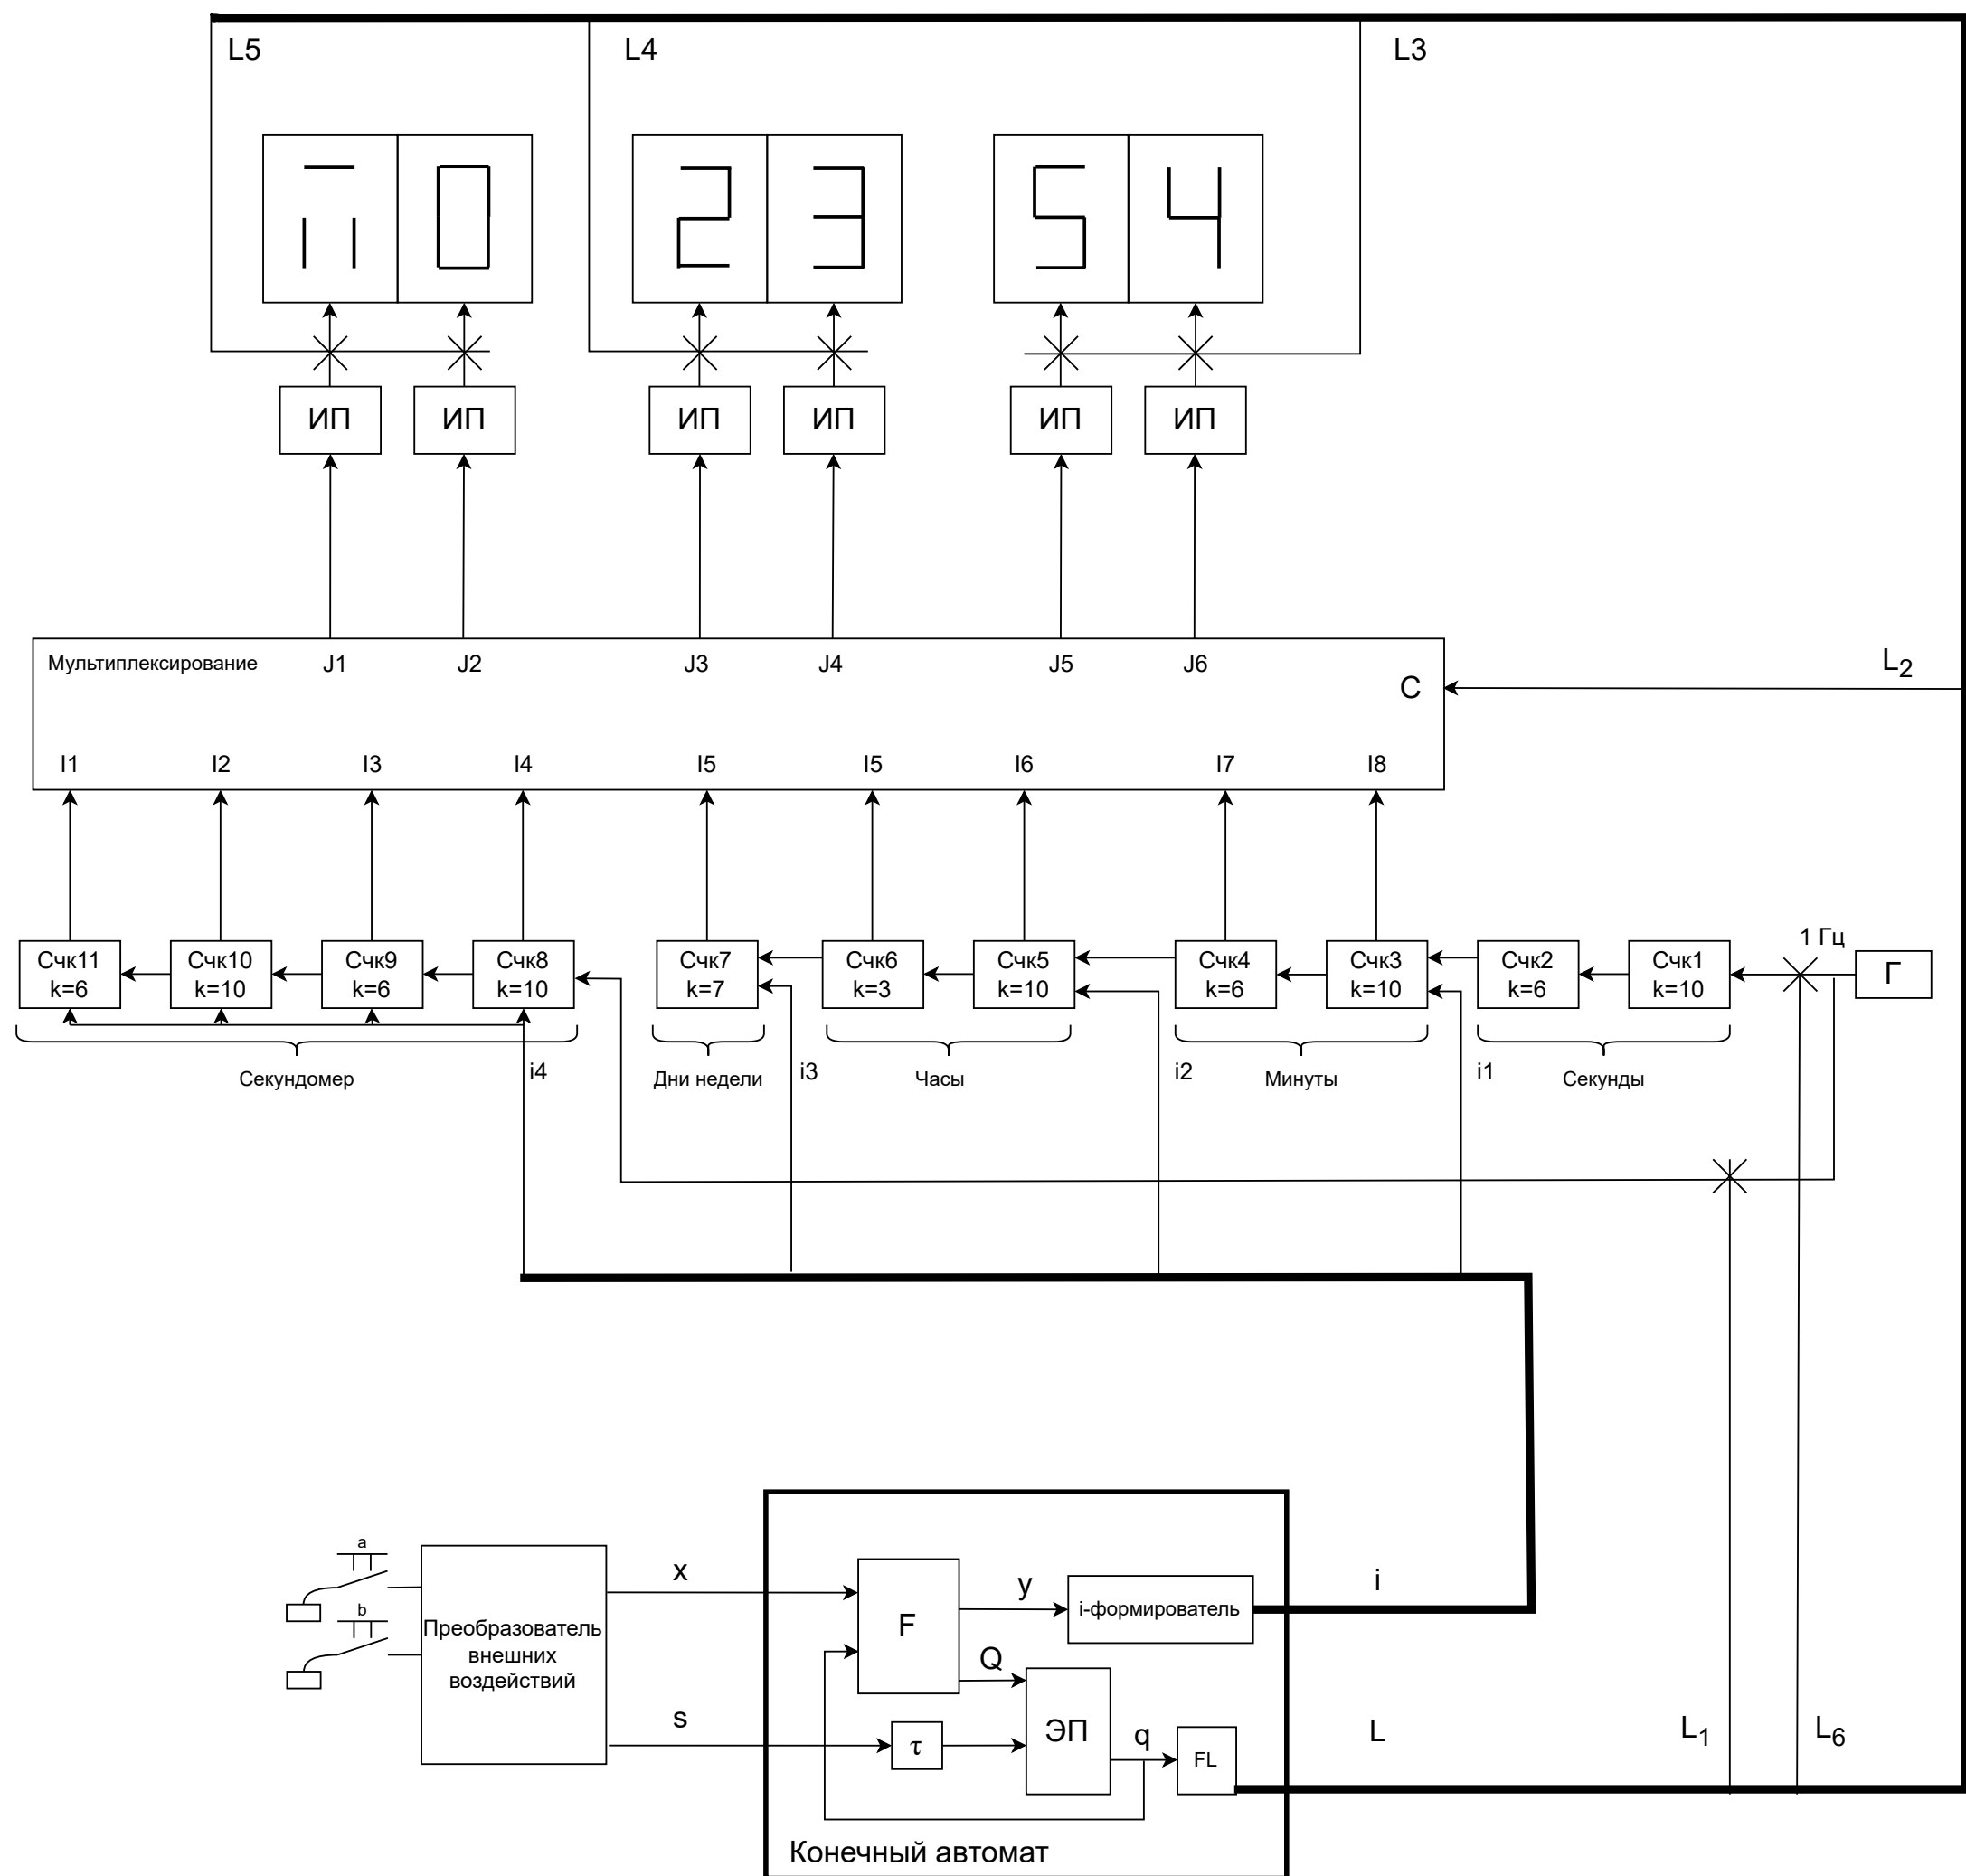 L5
L4
L3
П0
23
54
ИП
ИП
ИП
ИП
ИП
ИП
L2
Мультиплексирование
J1
J2
J3
J4
J5
J6
C
I1
I2
I3
I4
I5
I5
I6
I7
I8
1 Гц
Счк11
k=6
Счк10
k=10
Счк9
k=6
Счк8
k=10
Счк7
k=7
Счк6
k=3
Счк5
k=10
Счк4
k=6
Счк3
k=10
Счк2
k=6
Счк1
k=10
Г
Секундомер
i4
Дни недели
i3
Часы
i2
Минуты
i1
Секунды
a
b
Преобразователь
внешних
воздействий
x
s
F
y
i-формирователь
i
Q
τ
ЭП
q
FL
L
L1
L6
Конечный автомат